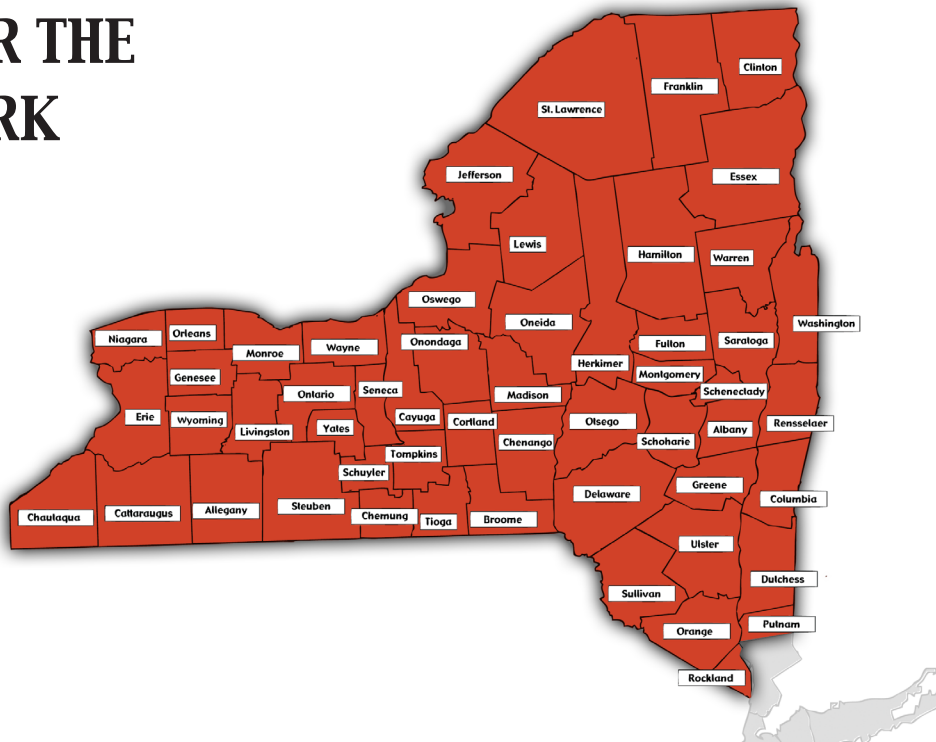 R THE
RK
Clinton
Franklin
St. Lawrence
Jefferson
Essex
Lewis
Hamilton
Warren
Oswego
Oneida
Washington
Niagara
Orleans
Monroe
Wayne
Onondaga
Fulton
Saratoga
Herkimer
Montgomery
Genesee
Ontario
Seneca
Madison
Schenectady
Erie
Wyoming
Livingston
Yates
Cayuga
Cortland
Otsego
Albany
Rensselaer
Chenango
Schoharie
Tompkins
Schuyler
Greene
Delaware
Columbia
Chautaqua
Cattaraugus
Allegany
Steuben
Chemung
Tioga
Broome
Ulster
Dutchess
Sullivan
Putnam
Orange
Rockland